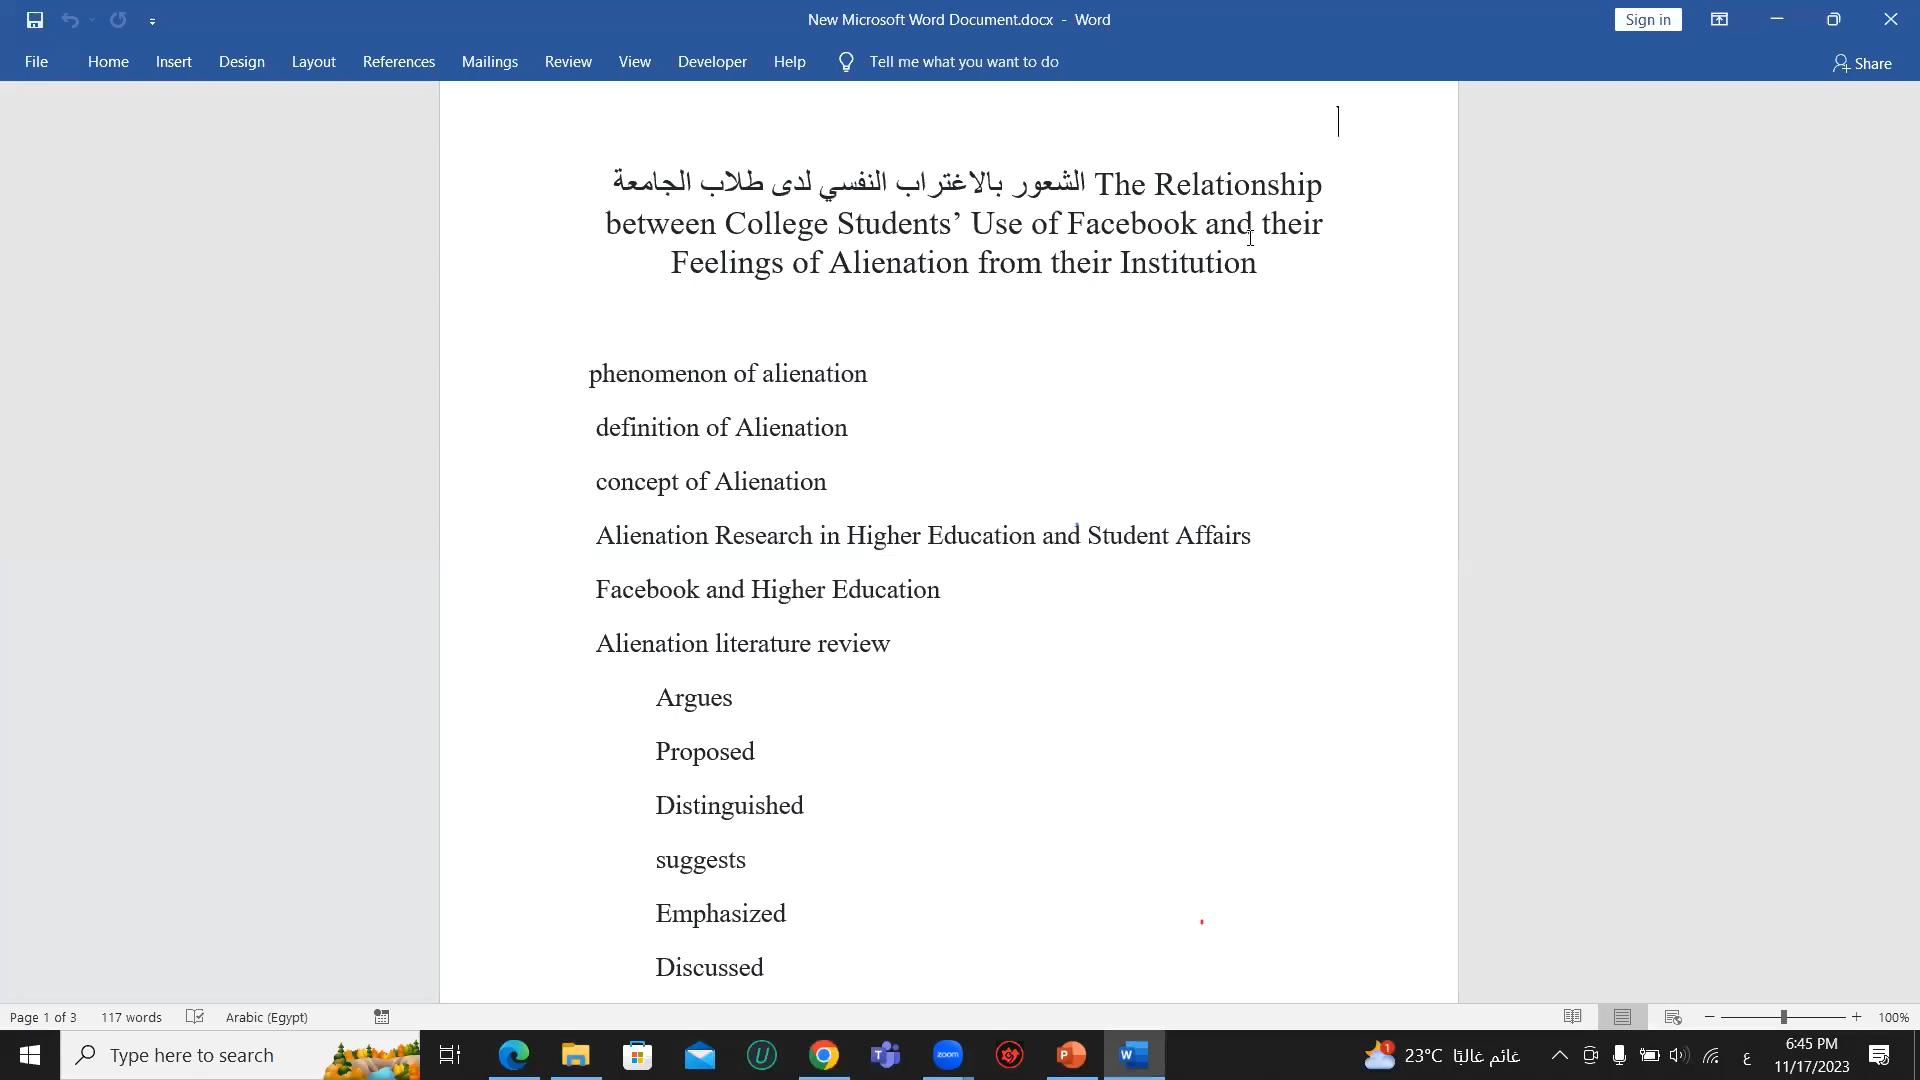 New Microsoft Word Document.docx - Word
Sign in
File Home Insert Design Layout References Mailings Review View Developer Help Tell me what you want to do
Share
الشعور بالاغتراب النفسي لدى طلاب الجامعة The Relationship
between College Students’ Use of Facebook and their
Feelings of Alienation from their Institution
phenomenon of alienation
definition of Alienation
concept of Alienation
Alienation Research in Higher Education and Student Affairs
Facebook and Higher Education
Alienation literature review
Argues
Proposed
Distinguished
suggests
Emphasized
Discussed
Page 1 of 3 117 words Arabic (Egypt) 100%
Type here to search
zoom
23°C غائم غالبًا
ع
6:45 PM
11/17/2023